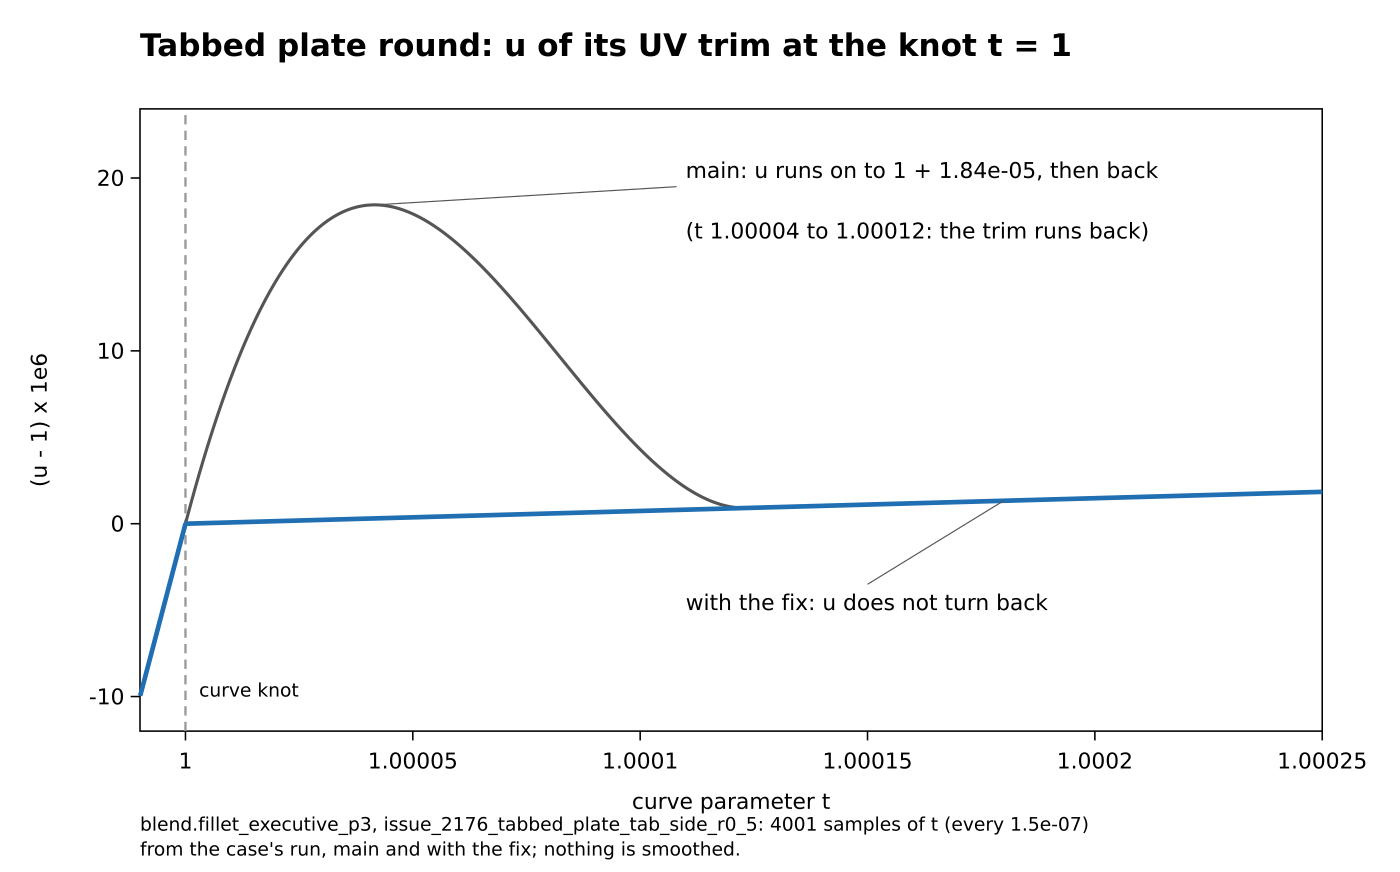 Tabbed plate round: u of its UV trim at the knot t = 1
20
10
0
-10
(u - 1) x 1e6
main: u runs on to 1 + 1.84e-05, then back
(t 1.00004 to 1.00012: the trim runs back)
with the fix: u does not turn back
curve knot
1
1.00005
1.0001
1.00015
1.0002
1.00025
curve parameter t
blend.fillet_executive_p3, issue_2176_tabbed_plate_tab_side_r0_5: 4001 samples of t (every 1.5e-07)
from the case's run, main and with the fix; nothing is smoothed.